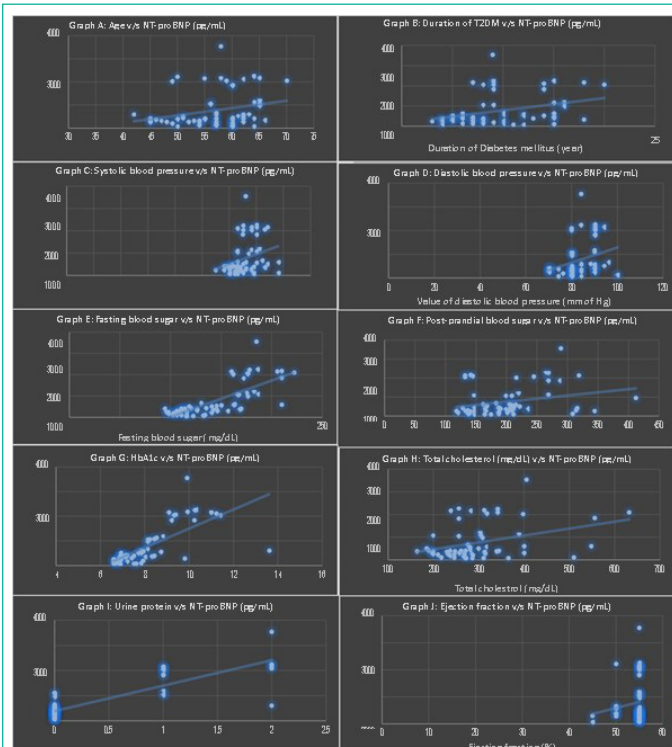 Graph A: Age v/s NT-proBNP (pg/mL)
4000
3000
30 35 40 45 50 55 60 65 70 75
Graph B: Duration of T2DM v/s NT-proBNP (pg/mL)
4000
3000
2000
1000
25
Duration of Diabetes mellitus (year)
Graph C: Systolic blood pressure v/s NT-proBNP (pg/mL)
4000
3000
2000
1000
Graph D: Diastolic blood pressure v/s NT-proBNP (pg/mL)
4000
3000
0 20 40 60 80 100 120
Value of diastolic blood pressure (mm of Hg)
Graph E: Fasting blood sugar v/s NT-proBNP (pg/mL)
4000
3000
2000
1000
250
Fasting blood sugar (mg/dL)
Graph F: Post-prandial blood sugar v/s NT-proBNP (pg/mL)
4000
3000
2000
1000
0 50 100 150 200 250 300 350 400 450
Graph G: HbA1c v/s NT-proBNP (pg/mL)
4000
3000
4 6 8 10 12 14 16
Graph H: Total cholesterol (mg/dL) v/s NT-proBNP (pg/mL)
4000
3000
2000
1000
100 200 300 400 500 600 700
Total cholestrol (mg/dL)
Graph I: Urine protein v/s NT-proBNP (pg/mL)
4000
3000
0 0.5 1 1.5 2 2.5
Graph J: Ejection fraction v/s NT-proBNP (pg/mL)
4000
3000
0 10 20 30 40 50 60
Ejection fraction (%)